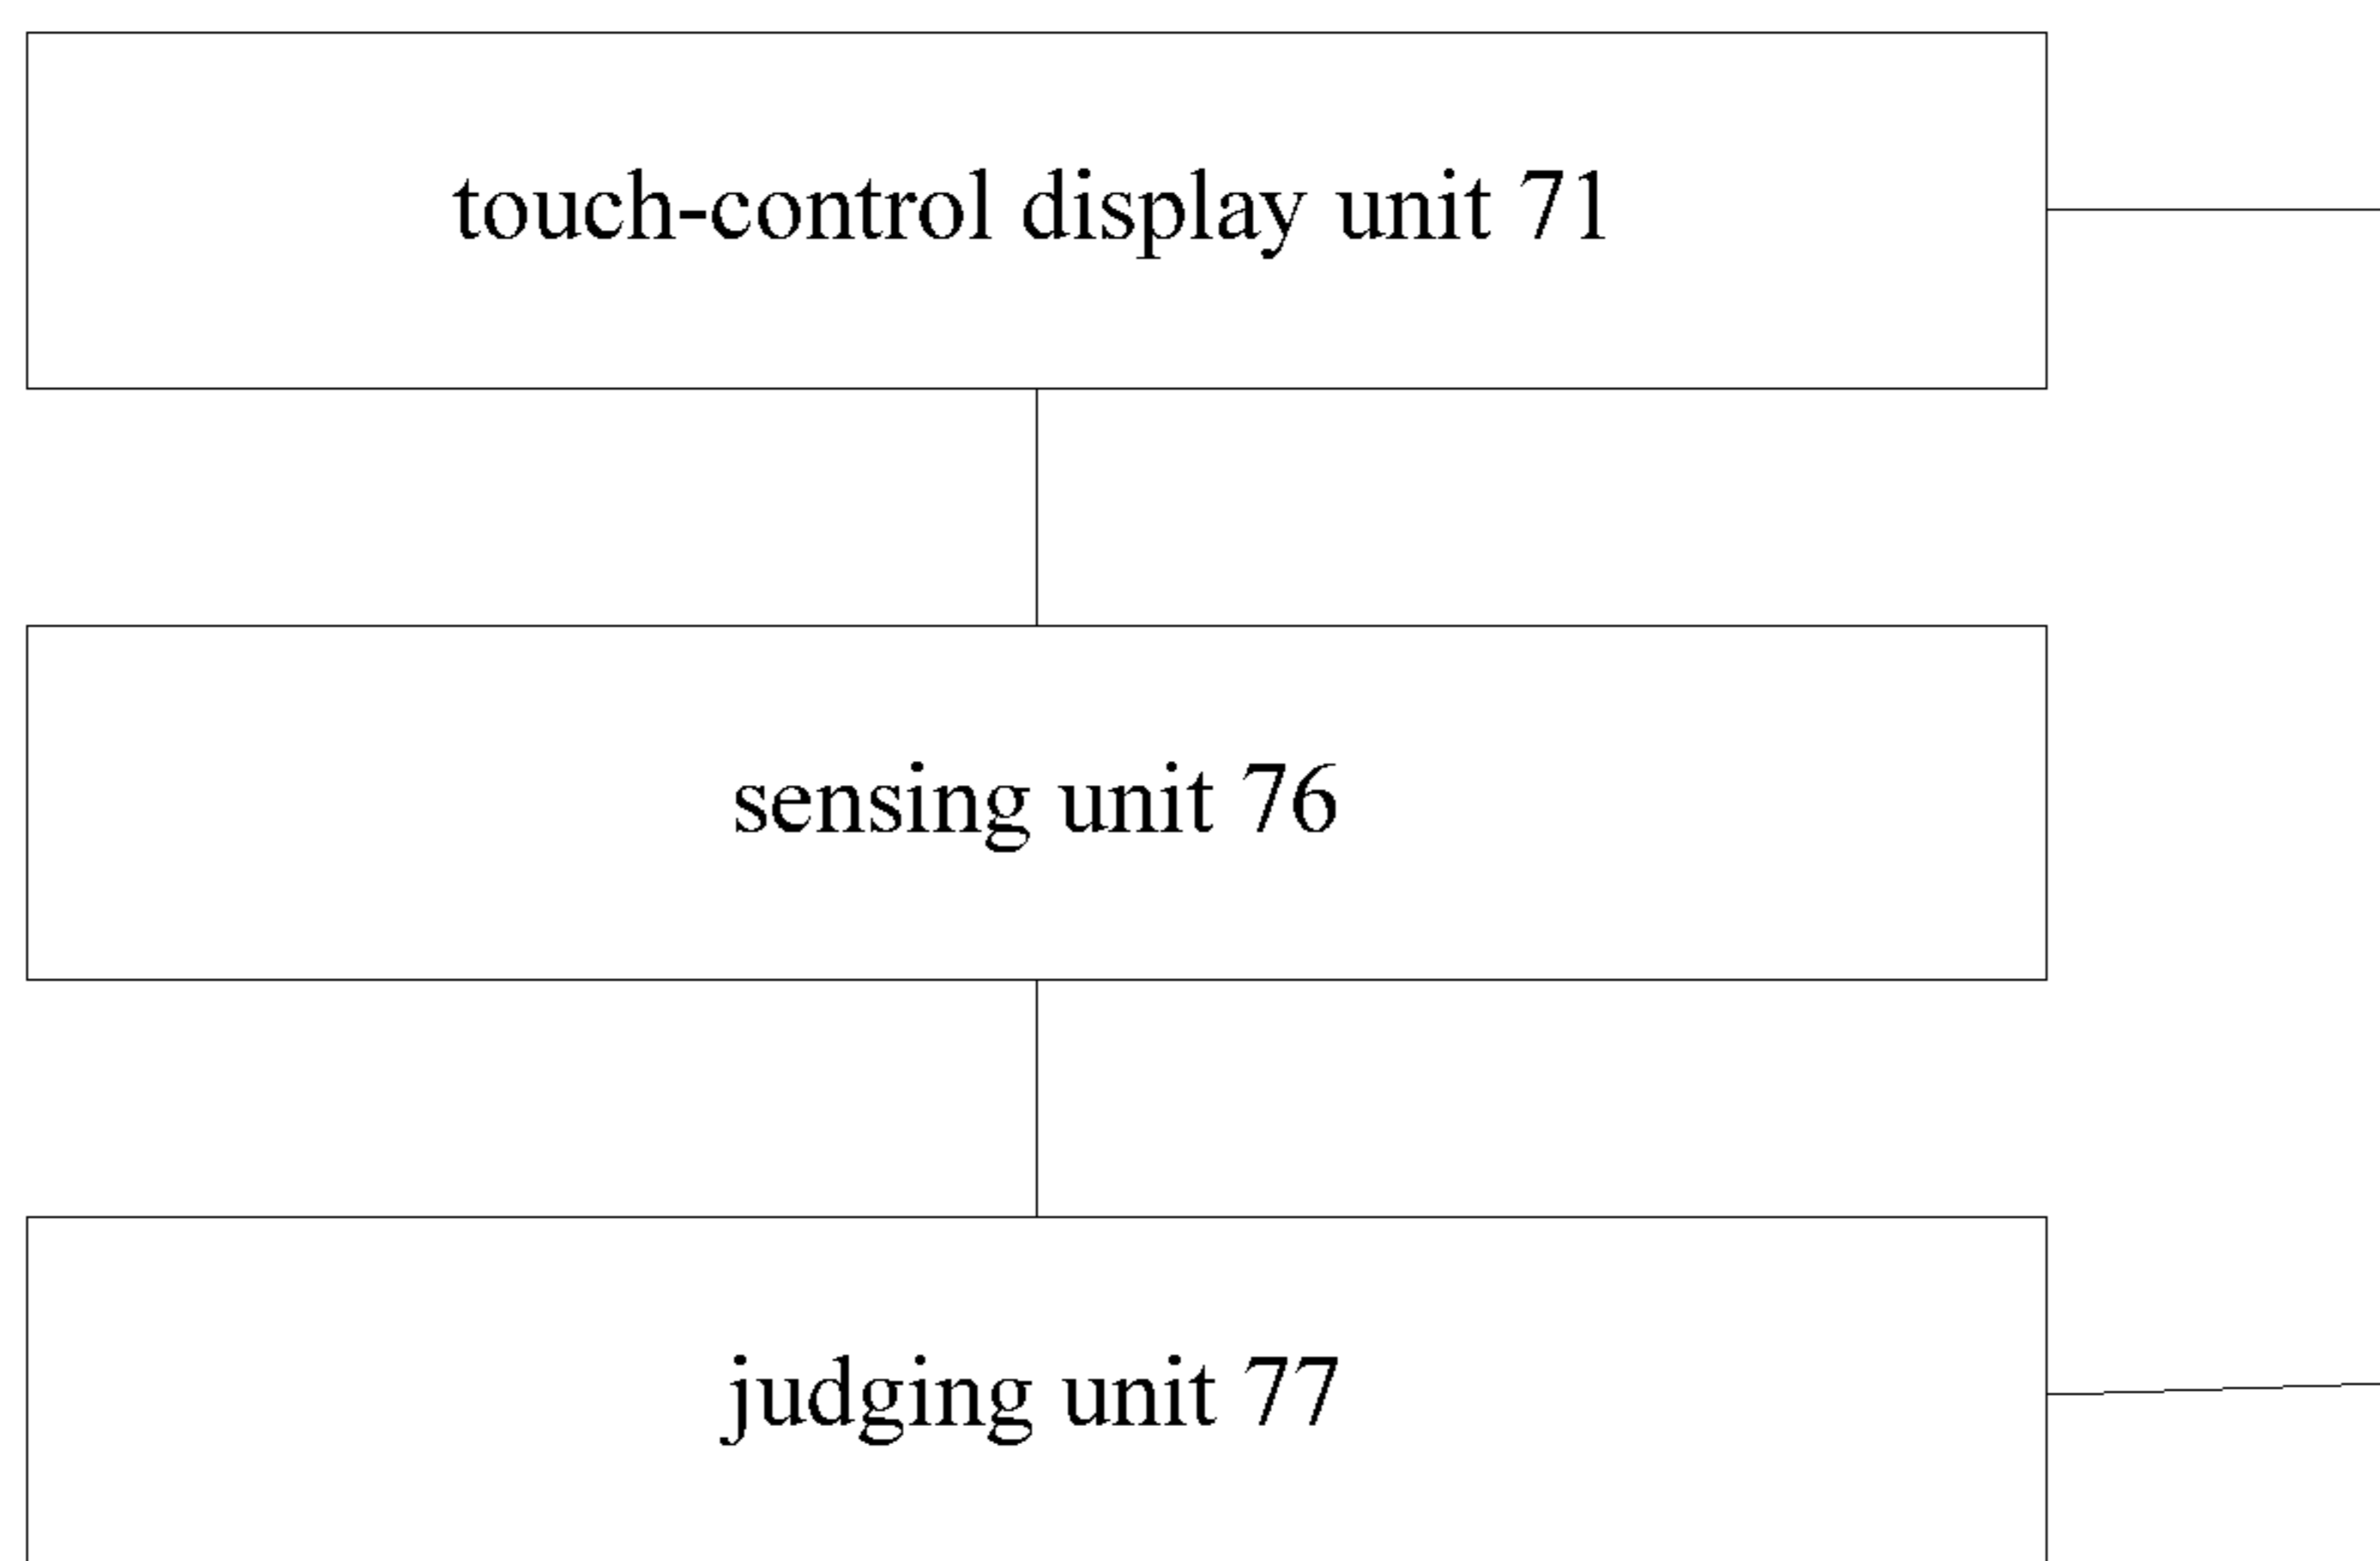 touch-control display unit 71
sensing unit 76
judging unit 77